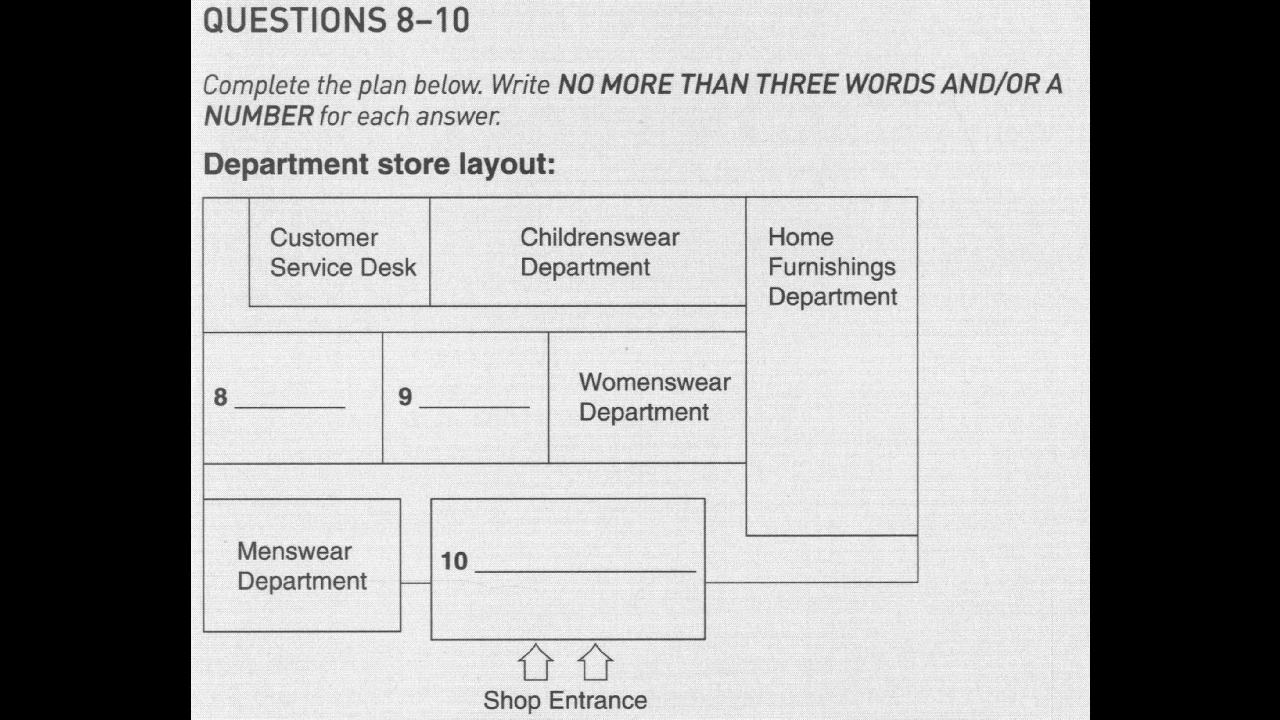 QUESTIONS 8–10
Complete the plan below. Write NO MORE THAN THREE WORDS AND/OR A
NUMBER for each answer.
Department store layout:
Customer
Service Desk
Childrenswear
Department
Home
Furnishings
Department
8 ________
9 ________
Womenswear
Department
Menswear
Department
10 ________________
Shop Entrance